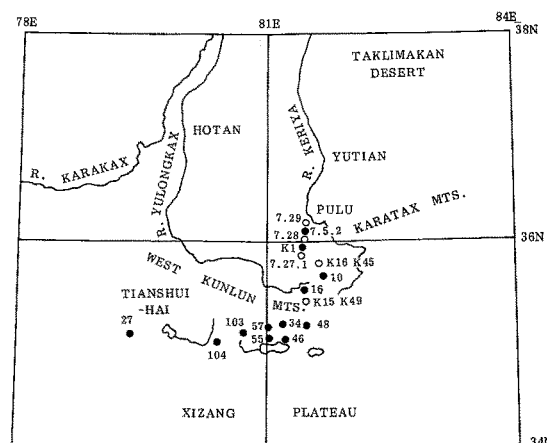 78E 81E 84E
38N
TAKLIMAKAN
DESERT
HOTAN
R. KERIYA
YUTIAN
R. KARAKAX
R. YULONGKAX
7.29 PULU
7.5.2
7.28
KARATAX MTS.
K1
36N
7.27.1
K16 K45
WEST KUNLUN MTS.
10
16
TIANSHUI
-HAI
K15 K49
27
103 57 34 48
104 55 46
XIZANG PLATEAU
34N